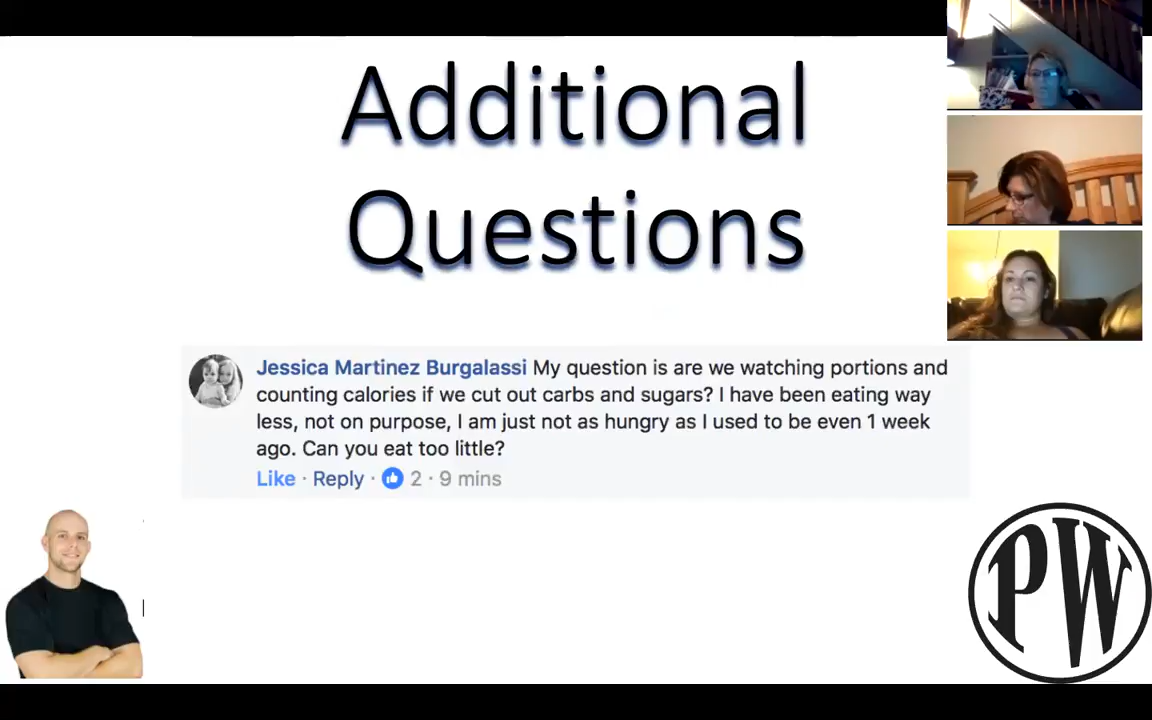 Additional
Questions
Jessica Martinez Burgalassi My question is are we watching portions and
counting calories if we cut out carbs and sugars? I have been eating way
less, not on purpose, I am just not as hungry as I used to be even 1 week
ago. Can you eat too little?
Like · Reply · 2 · 9 mins
PW